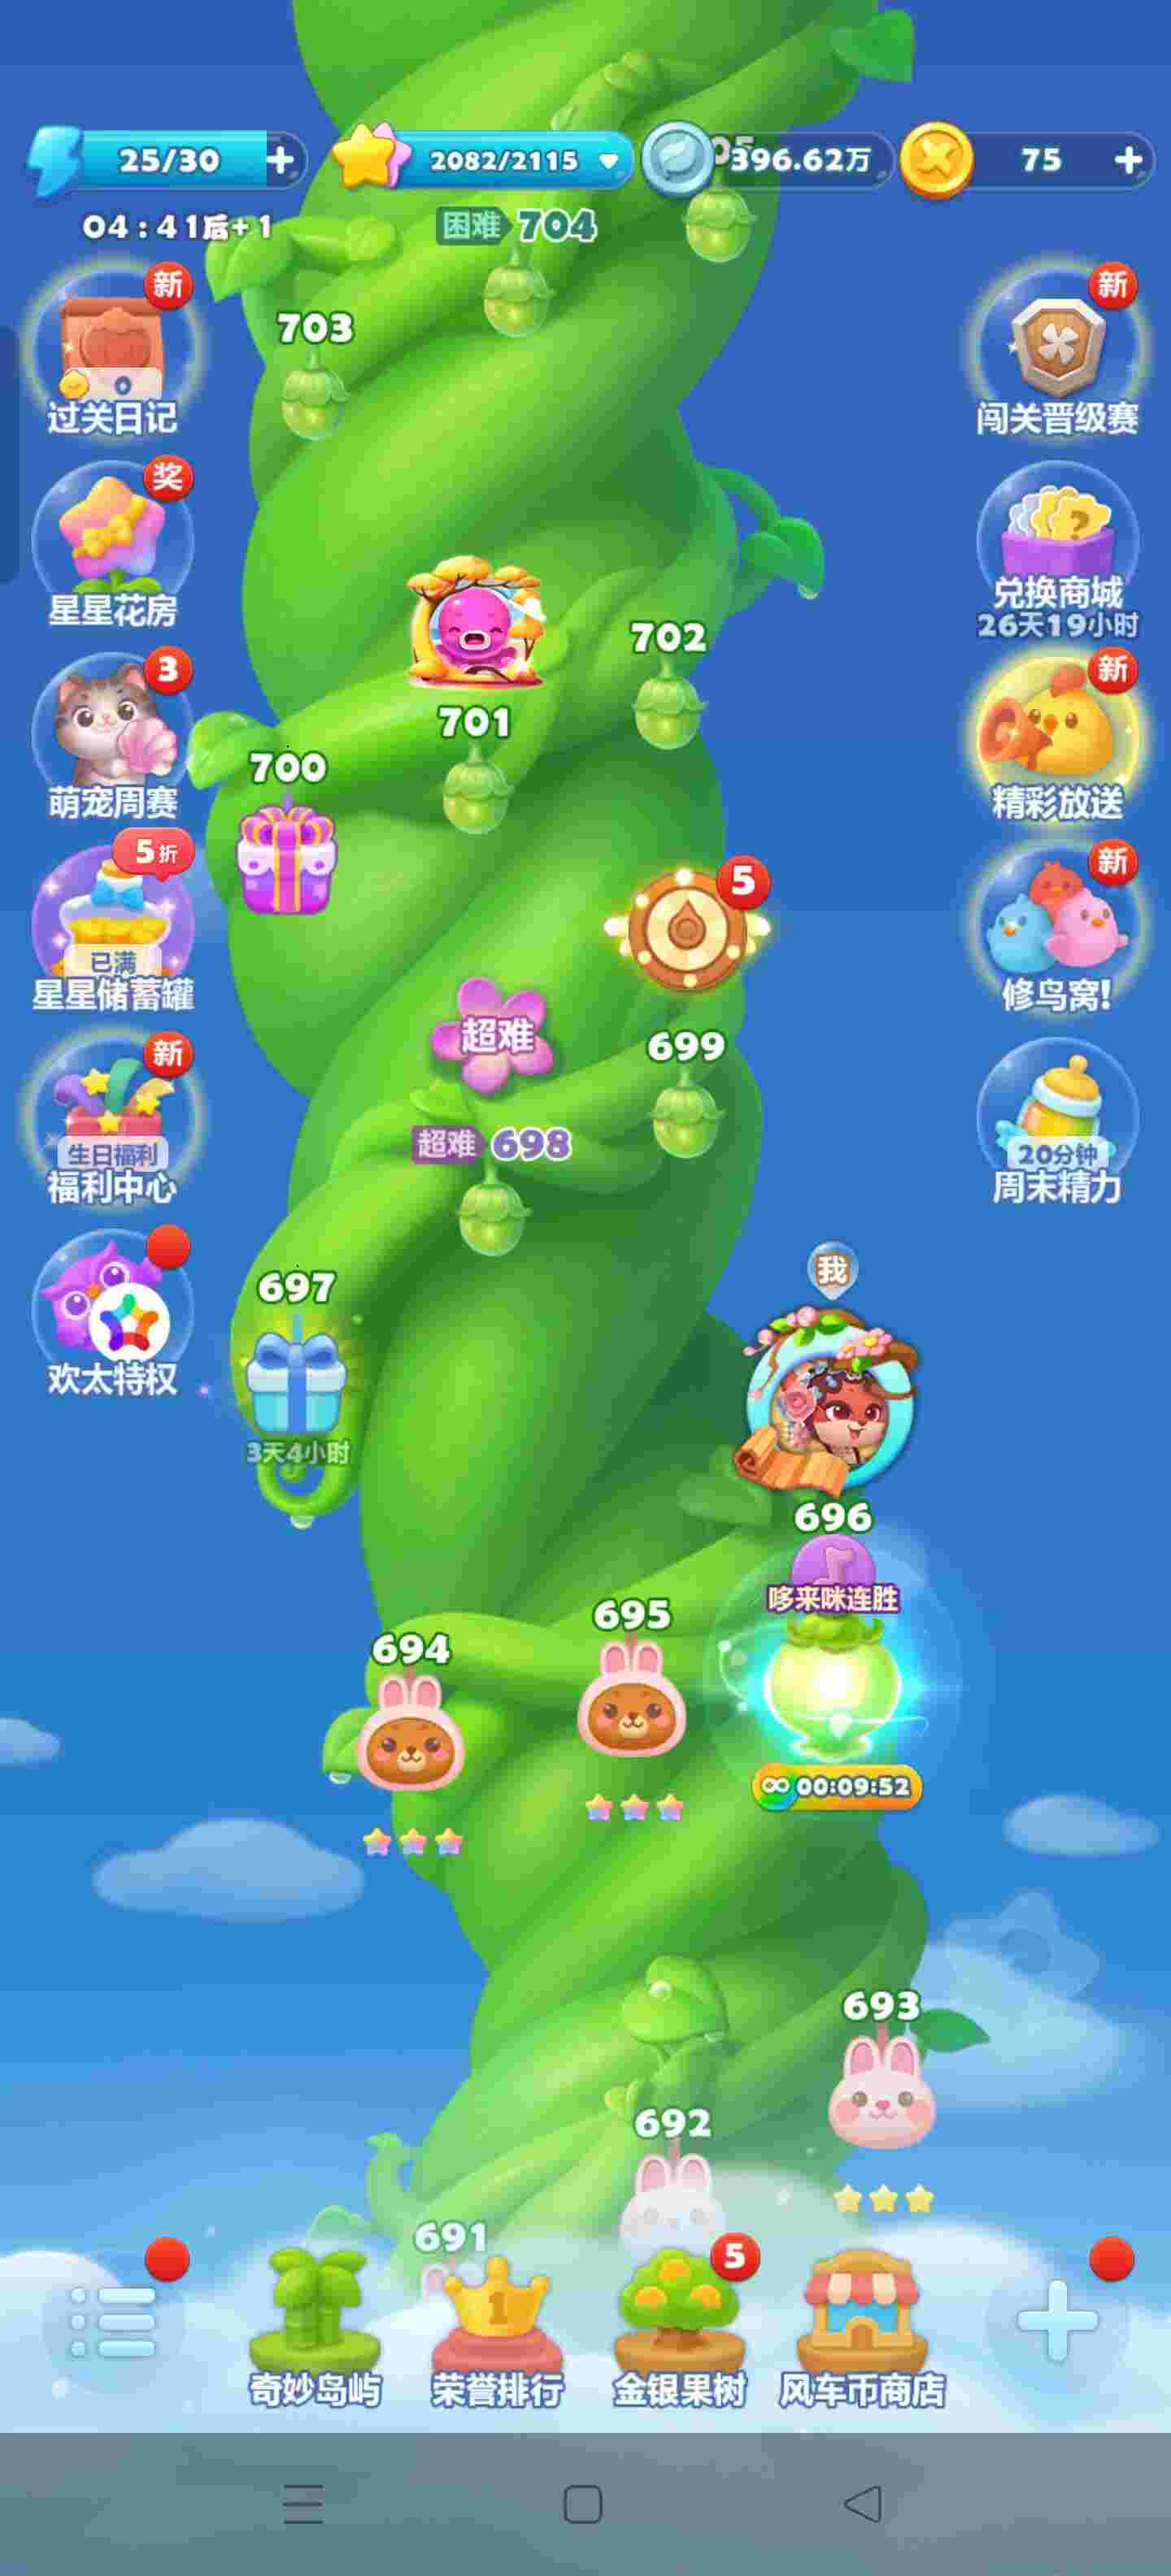 25/30
2082/2115
396.62万
75
04:41后+1
困难 704
新
新
703
0
过关日记
闯关晋级赛
奖
星星花房
兑换商城
26天19小时
702
3
新
701
萌宠周赛
700
精彩放送
5折
新
5
已满
星星储蓄罐
修鸟窝!
超难
699
新
生日福利
福利中心
超难 698
20分钟
周末精力
我
697
欢太特权
3天4小时
696
哆来咪连胜
695
694
00:09:52
693
692
691
5
1
奇妙岛屿
荣誉排行
金银果树
风车币商店